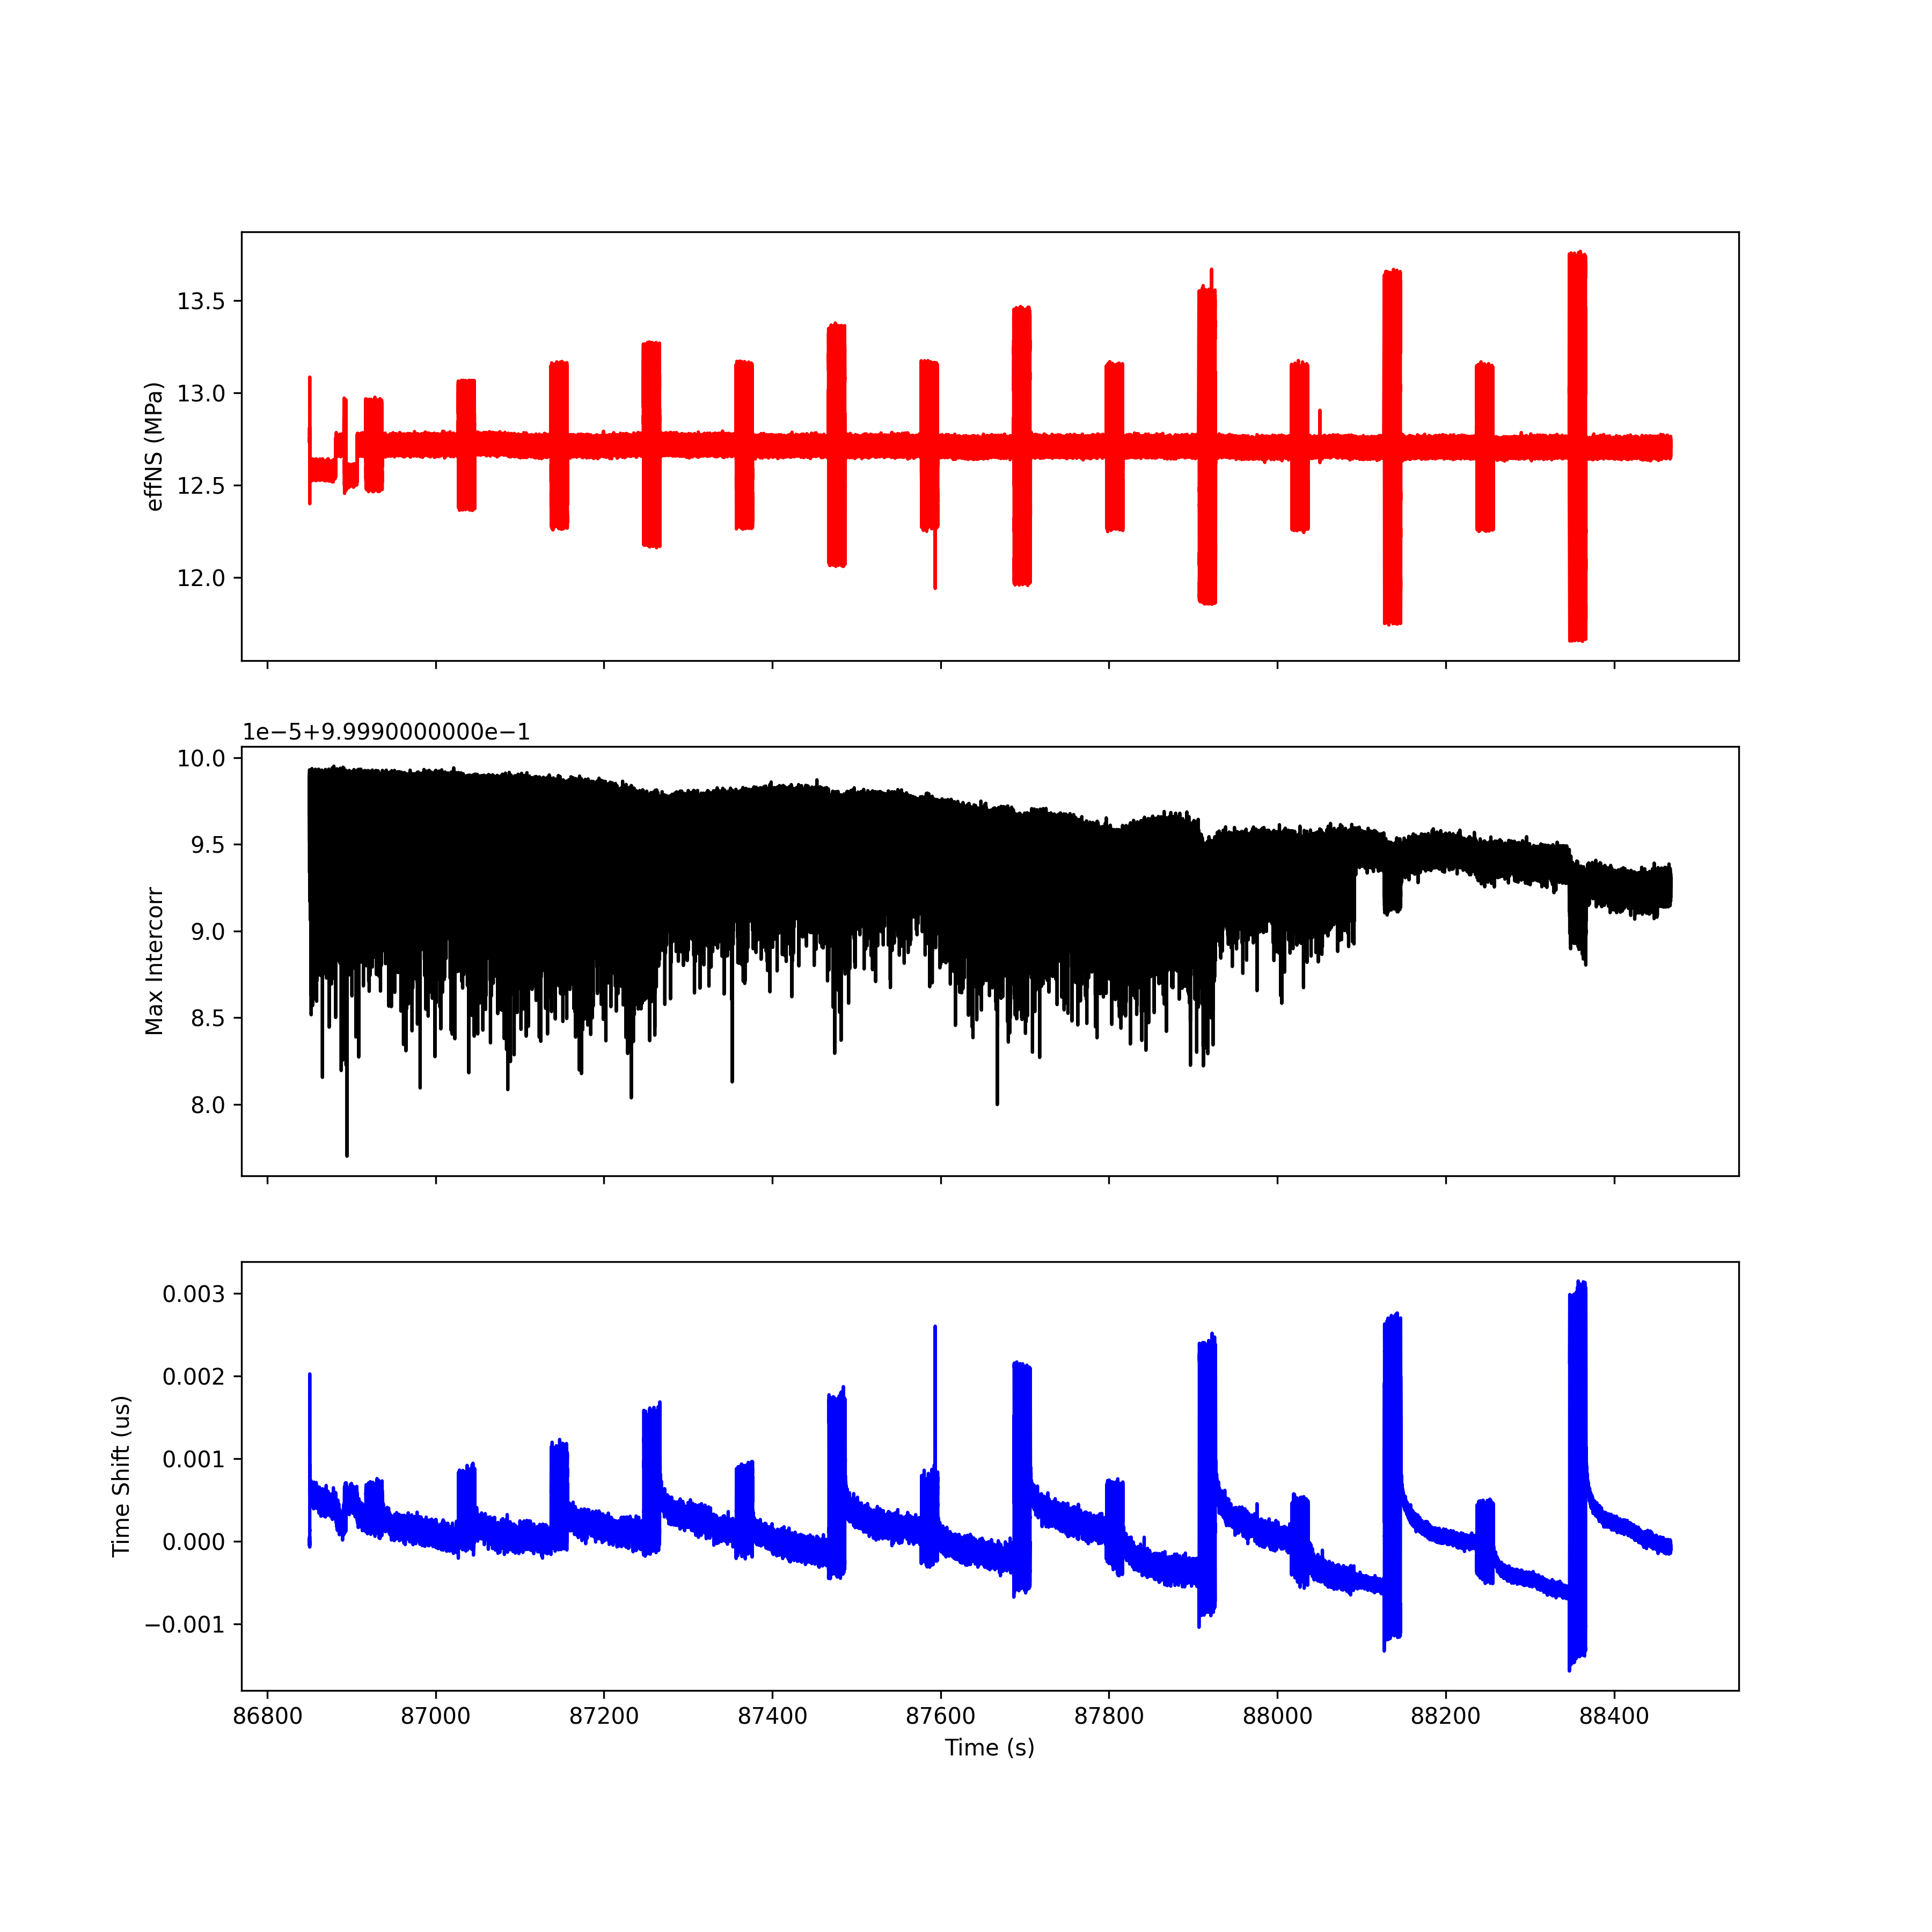 effNS (MPa)
13.5
13.0
12.5
12.0
1e−5+9.9990000000e−1
Max Intercorr
10.0
9.5
9.0
8.5
8.0
Time Shift (us)
0.003
0.002
0.001
0.000
−0.001
86800 87000 87200 87400 87600 87800 88000 88200 88400
Time (s)